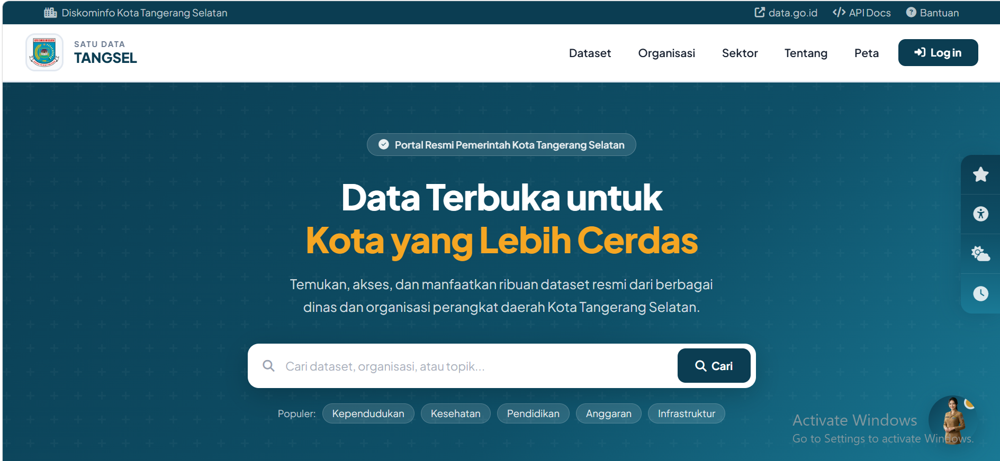 Diskominfo Kota Tangerang Selatan
data.go.id API Docs Bantuan
SATU DATA
TANGSEL
Dataset Organisasi Sektor Tentang Peta Login
Portal Resmi Pemerintah Kota Tangerang Selatan
Data Terbuka untuk
Kota yang Lebih Cerdas
Temukan, akses, dan manfaatkan ribuan dataset resmi dari berbagai
dinas dan organisasi perangkat daerah Kota Tangerang Selatan.
Cari dataset, organisasi, atau topik...
Cari
Populer: Kependudukan Kesehatan Pendidikan Anggaran Infrastruktur
Activate Windows
Go to Settings to activate Windows.